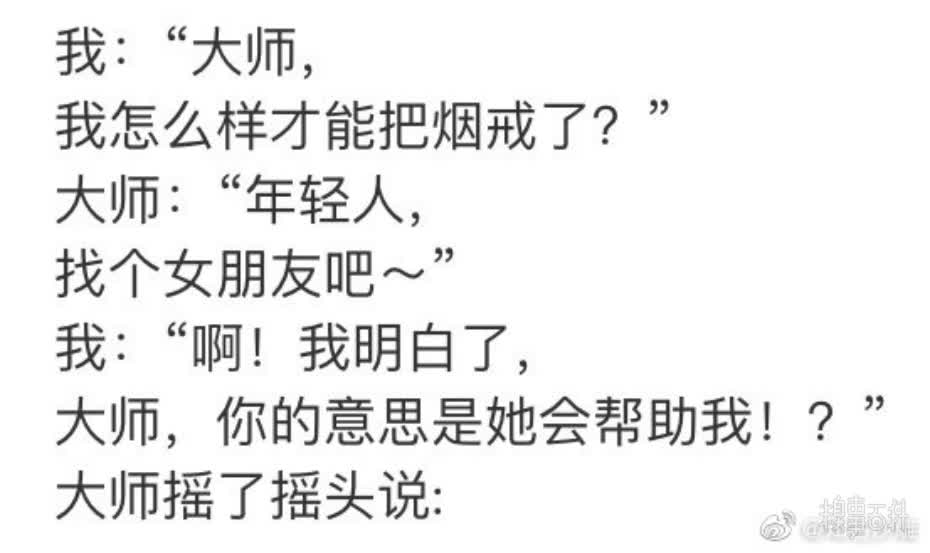 我：“大师，
我怎么样才能把烟戒了？”
大师：“年轻人，
找个女朋友吧～”
我：“啊！我明白了，
大师，你的意思是她会帮助我！？”
大师摇了摇头说: